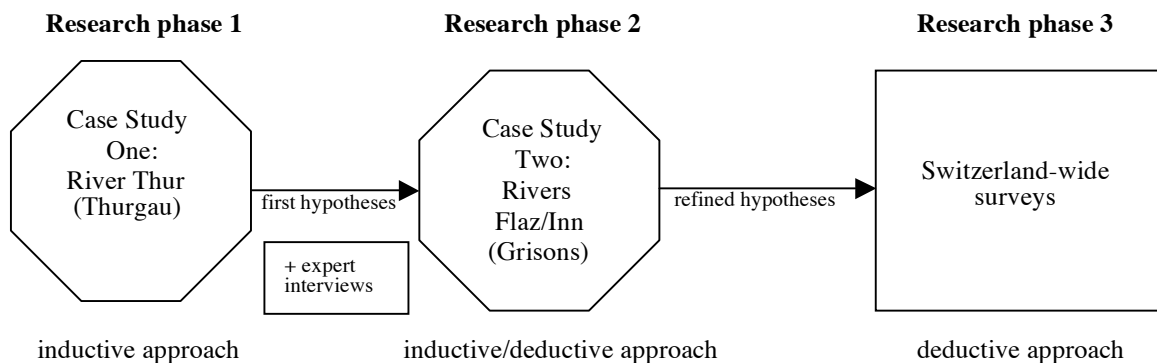 Research phase 1
Research phase 2
Research phase 3
Case Study
One:
River Thur
(Thurgau)
first hypotheses
+ expert
interviews
Case Study
Two:
Rivers
Flaz/Inn
(Grisons)
refined hypotheses
Switzerland-wide
surveys
inductive approach
inductive/deductive approach
deductive approach